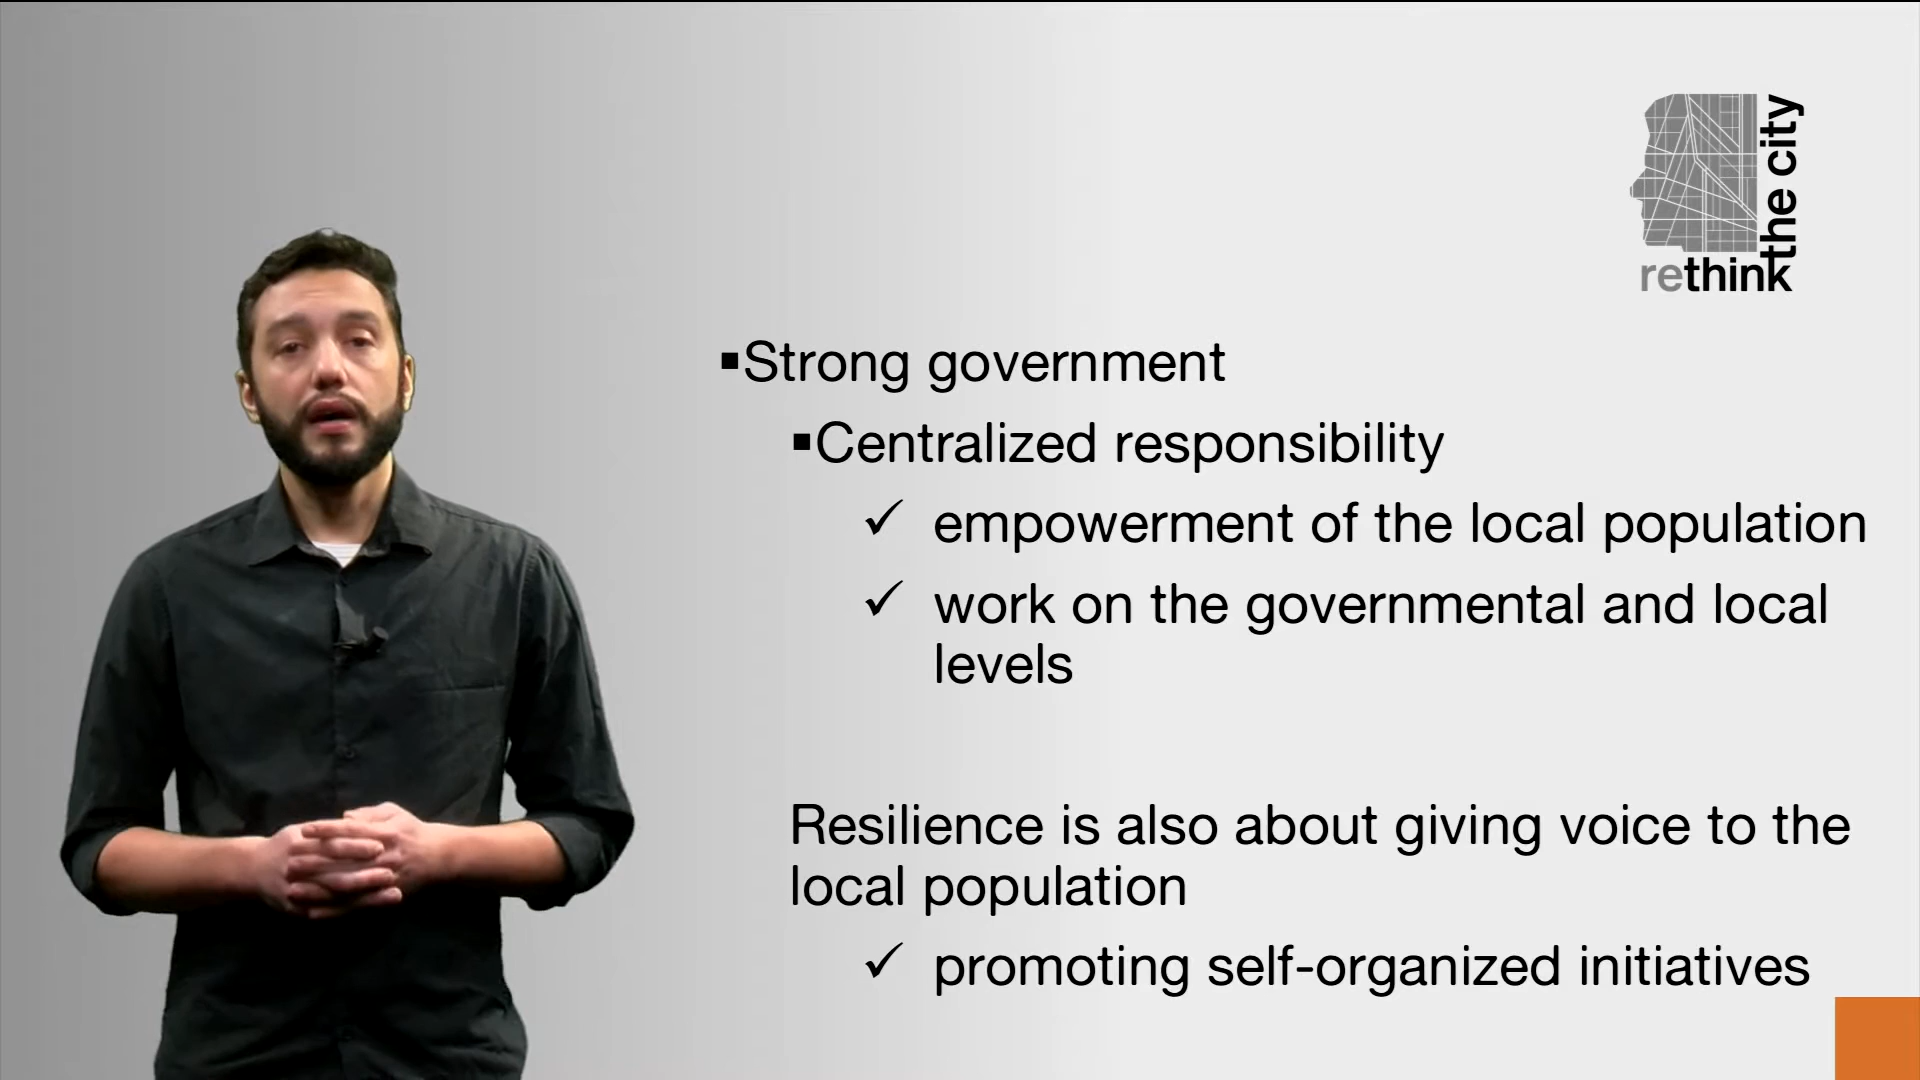 the city
rethink
▪Strong government
▪Centralized responsibility
✓ empowerment of the local population
✓ work on the governmental and local
levels
Resilience is also about giving voice to the
local population
✓ promoting self-organized initiatives